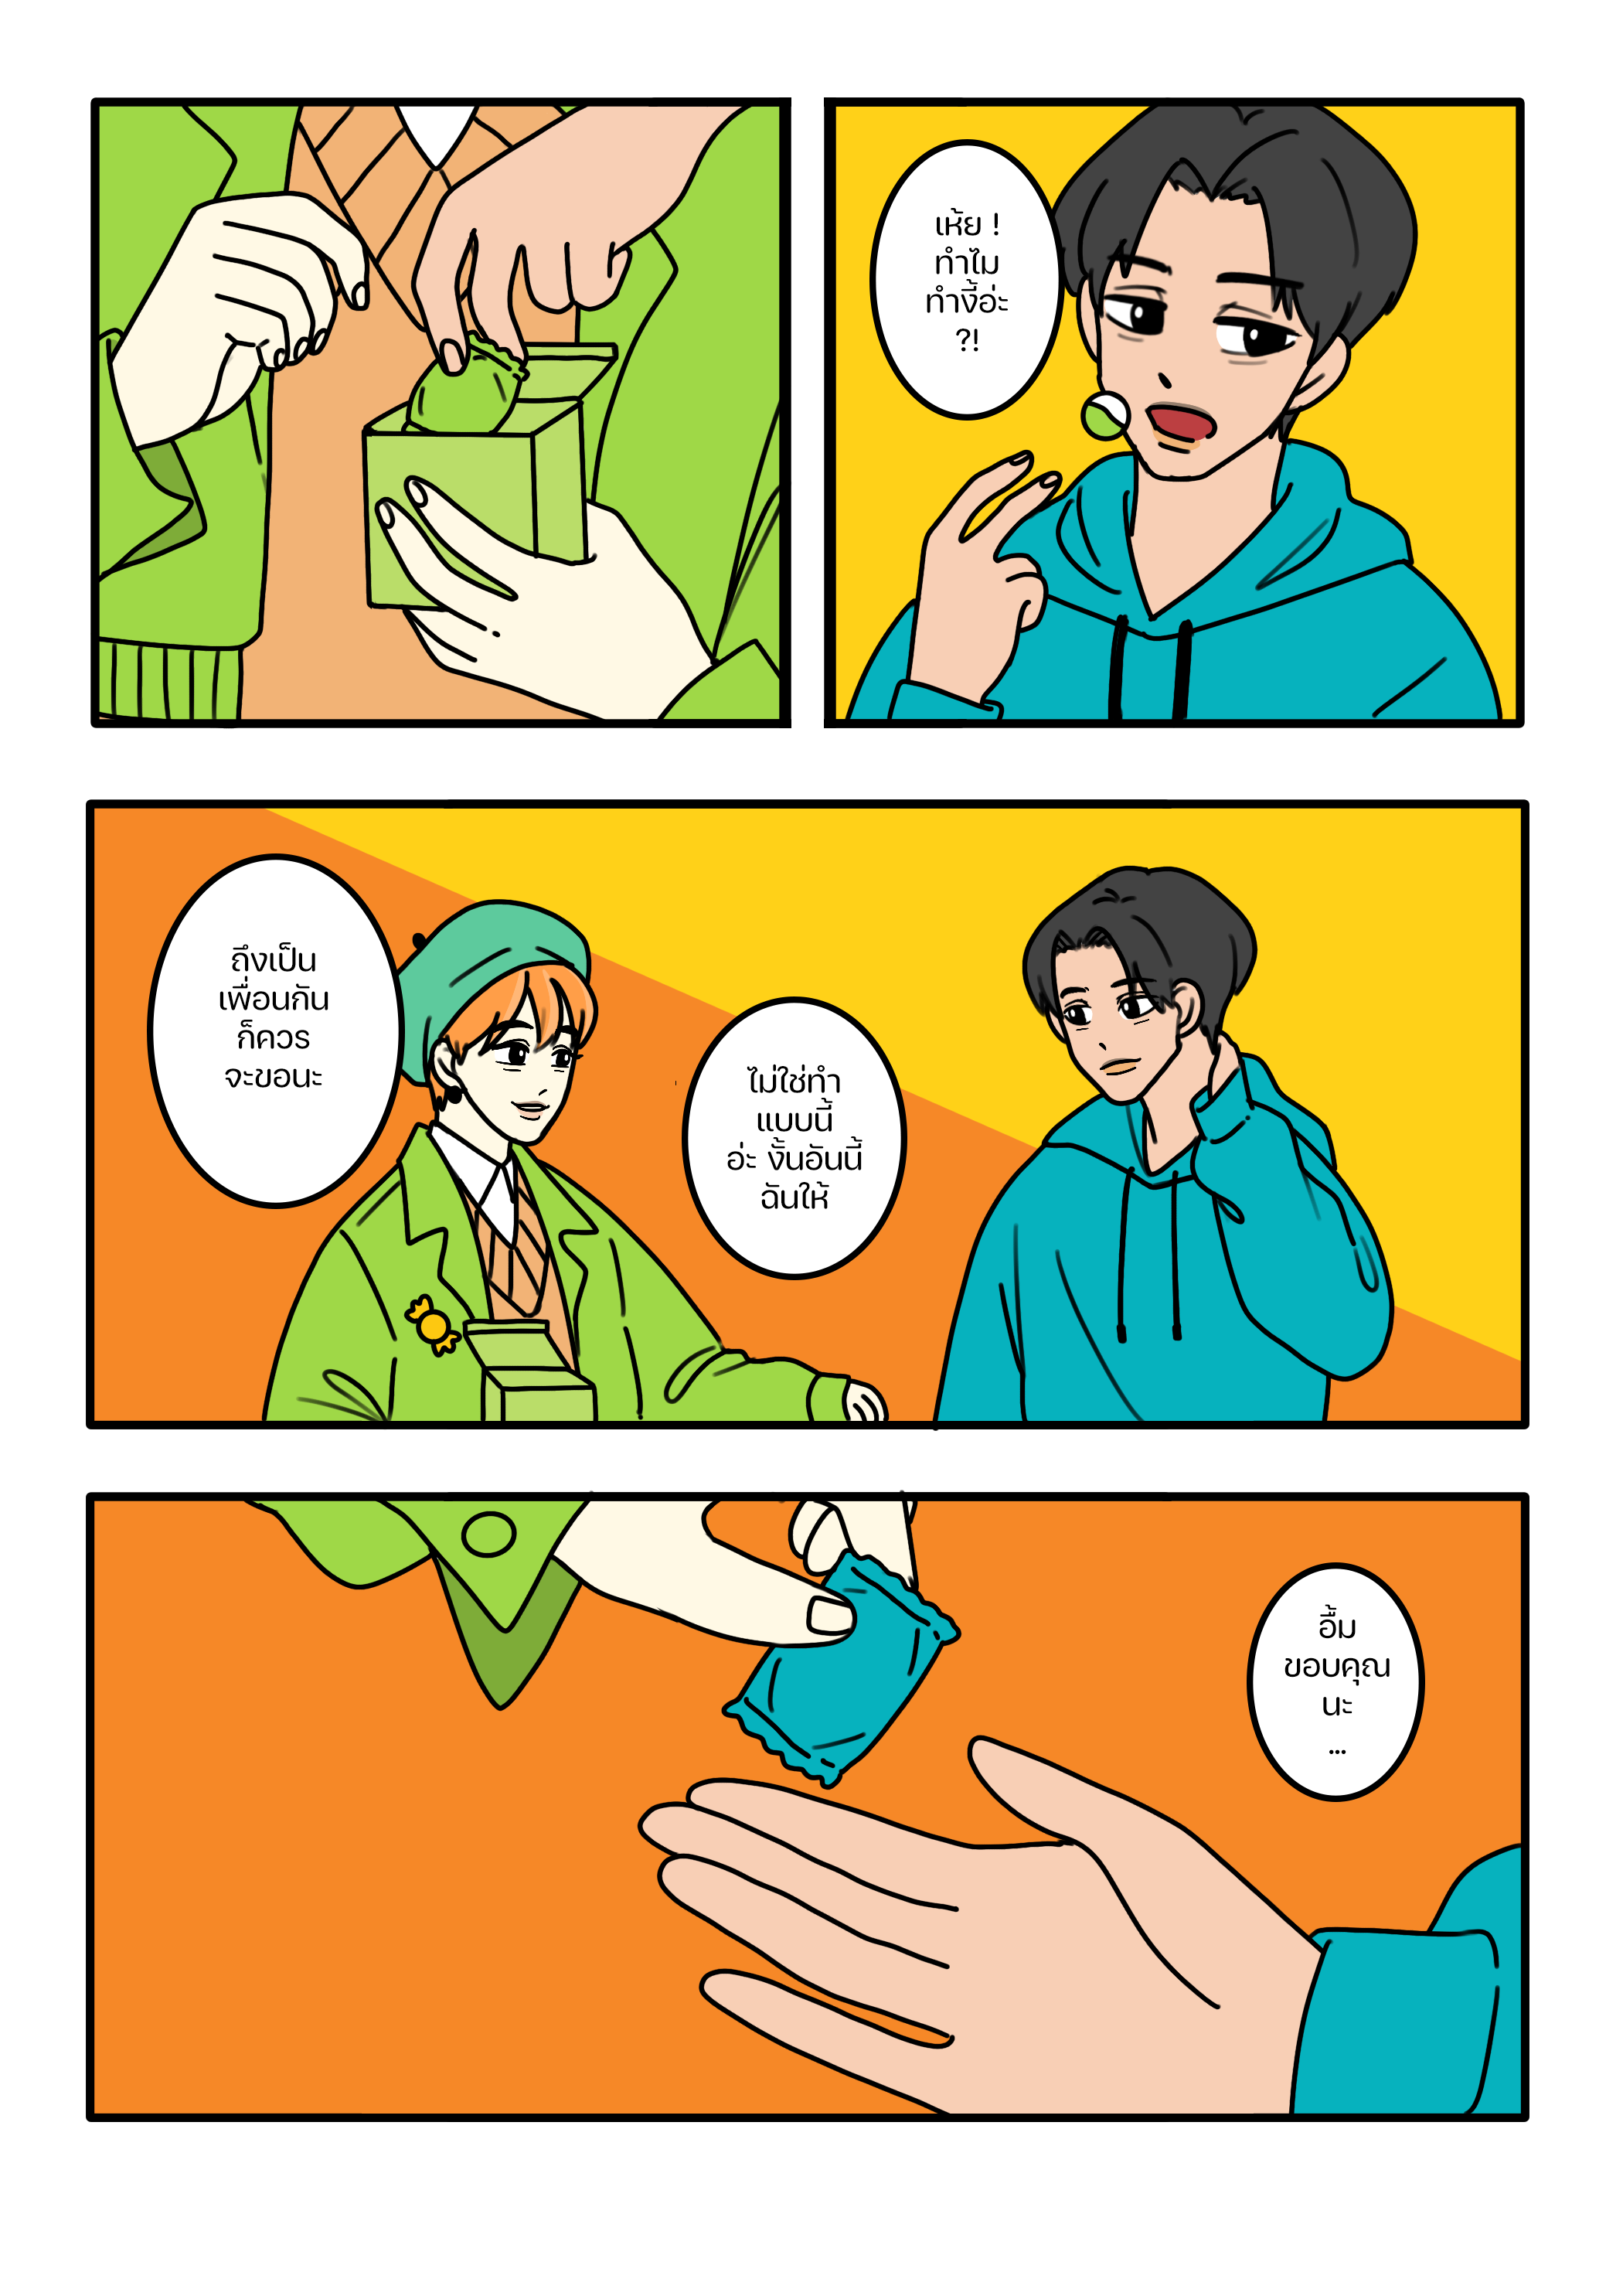 เห้ย !
ทำไม
ทำงี้อ่ะ
?!
ถึงเป็น
เพื่อนกัน
ก็ควร
จะขอนะ
ไม่ใช่ทำ
แบบนี้
อ่ะ งั้นอันนี้
ฉันให้
อื้ม
ขอบคุณ
นะ
...